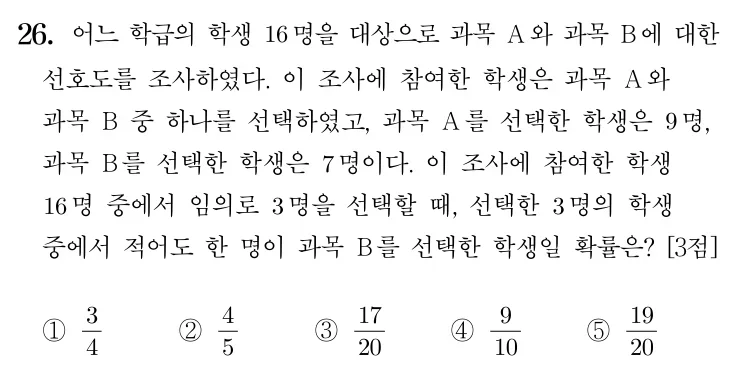 26. 어느 학급의 학생 16명을 대상으로 과목 A와 과목 B에 대한
선호도를 조사하였다. 이 조사에 참여한 학생은 과목 A와
과목 B 중 하나를 선택하였고, 과목 A를 선택한 학생은 9명,
과목 B를 선택한 학생은 7명이다. 이 조사에 참여한 학생
16명 중에서 임의로 3명을 선택할 때, 선택한 3명의 학생
중에서 적어도 한 명이 과목 B를 선택한 학생일 확률은? [3점]
① 3/4 ② 4/5 ③ 17/20 ④ 9/10 ⑤ 19/20